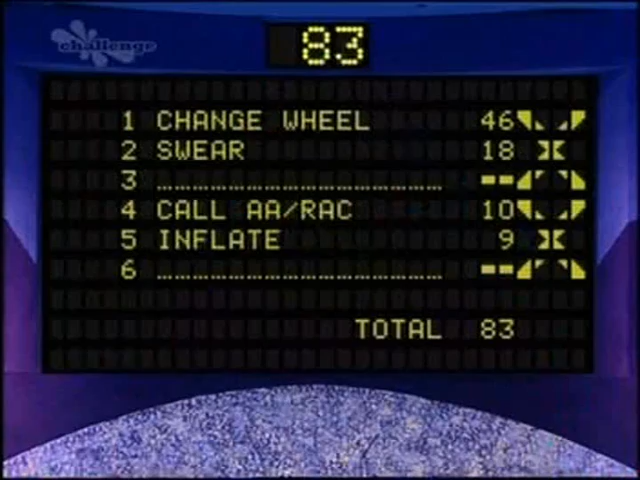 challenge
83
1 CHANGE WHEEL 46
2 SWEAR 18
3 ........................... --
4 CALL AA/RAC 10
5 INFLATE 9
6 ........................... --
TOTAL 83